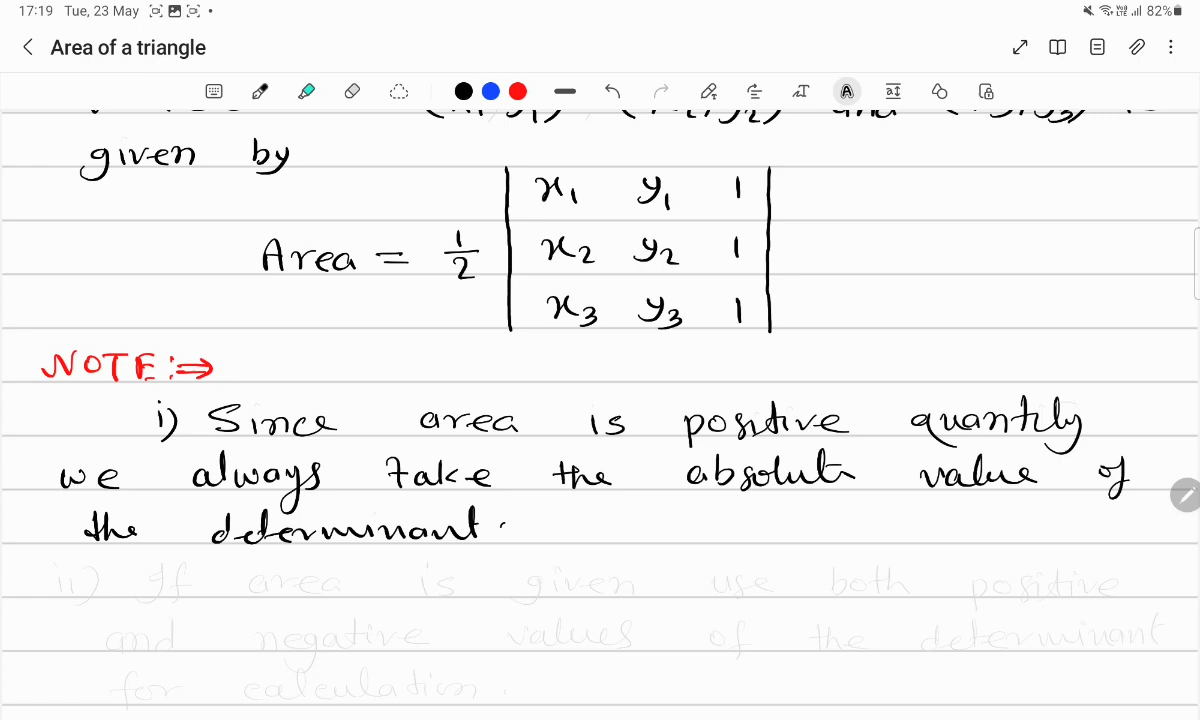 17:19 Tue, 23 May
82%
Area of a triangle
and
given by
Area = 1/2 | x1 y1 1 |
| x2 y2 1 |
| x3 y3 1 |
NOTE :⇒
i) Since area is positive quantity
we always take the absolute value of
the determinant.
ii) If area is given use both positive
and negative values of the determinant
for calculation.